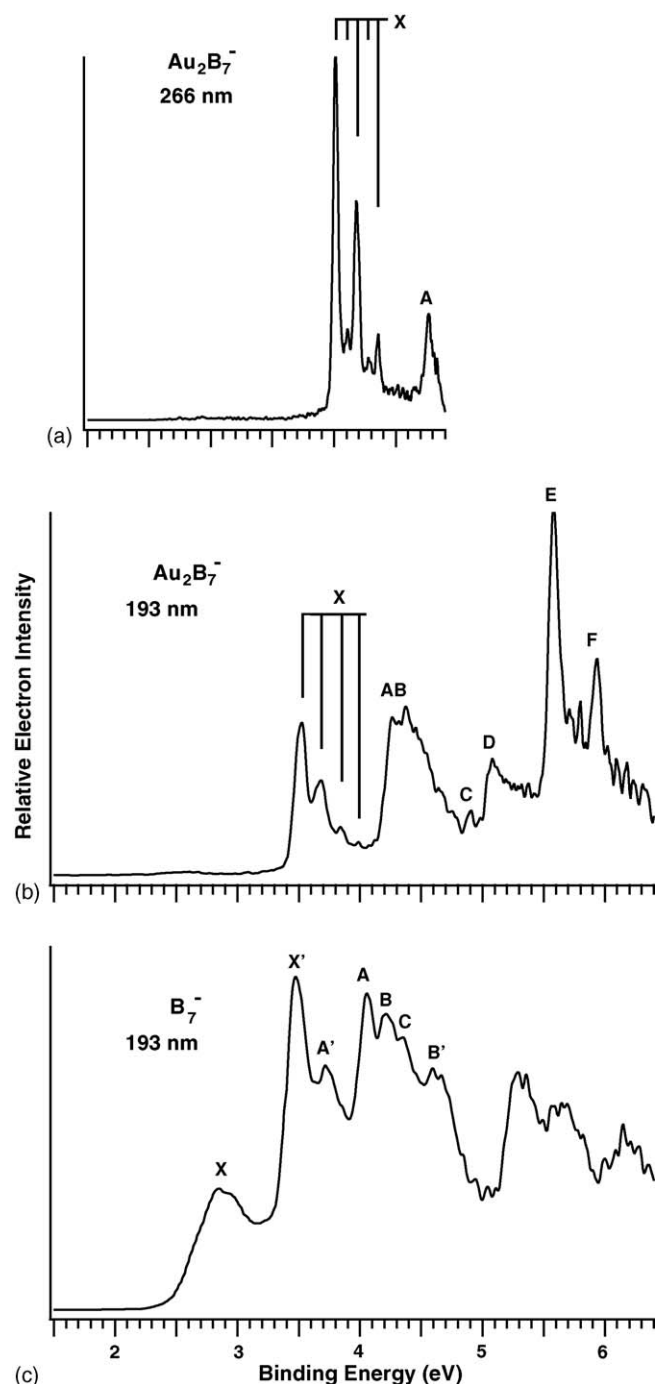 X
Au₂B₇⁻
266 nm
A
(a)
E
Au₂B₇⁻
193 nm
X
AB
F
D
C
Relative Electron Intensity
(b)
X'
A
B₇⁻
193 nm
B
C
A'
B'
X
2 3 4 5 6
Binding Energy (eV)
(c)